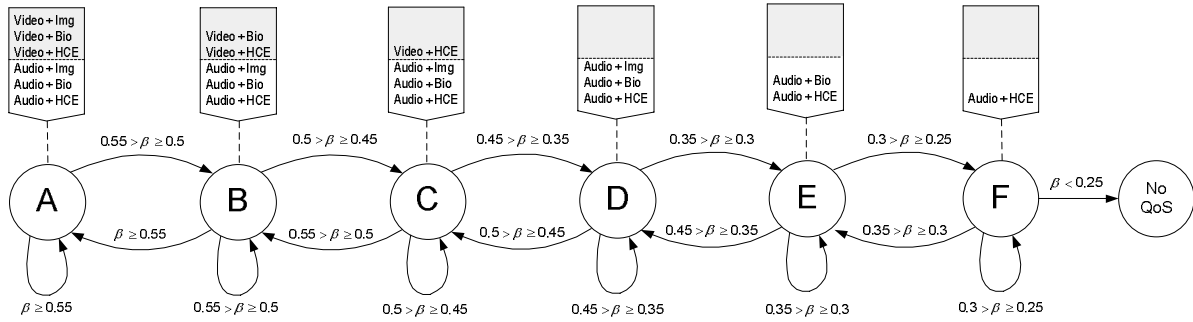 Video + Img
Video + Bio
Video + HCE
Audio + Img
Audio + Bio
Audio + HCE
Video + Bio
Video + HCE
Audio + Img
Audio + Bio
Audio + HCE
Video + HCE
Audio + Img
Audio + Bio
Audio + HCE
Audio + Img
Audio + Bio
Audio + HCE
Audio + Bio
Audio + HCE
Audio + HCE
0.55 > β ≥ 0.5
0.5 > β ≥ 0.45
0.45 > β ≥ 0.35
0.35 > β ≥ 0.3
0.3 > β ≥ 0.25
A
B
C
D
E
F
β < 0.25
No
QoS
β ≥ 0.55
0.55 > β ≥ 0.5
0.5 > β ≥ 0.45
0.45 > β ≥ 0.35
0.35 > β ≥ 0.3
β ≥ 0.55
0.55 > β ≥ 0.5
0.5 > β ≥ 0.45
0.45 > β ≥ 0.35
0.35 > β ≥ 0.3
0.3 > β ≥ 0.25